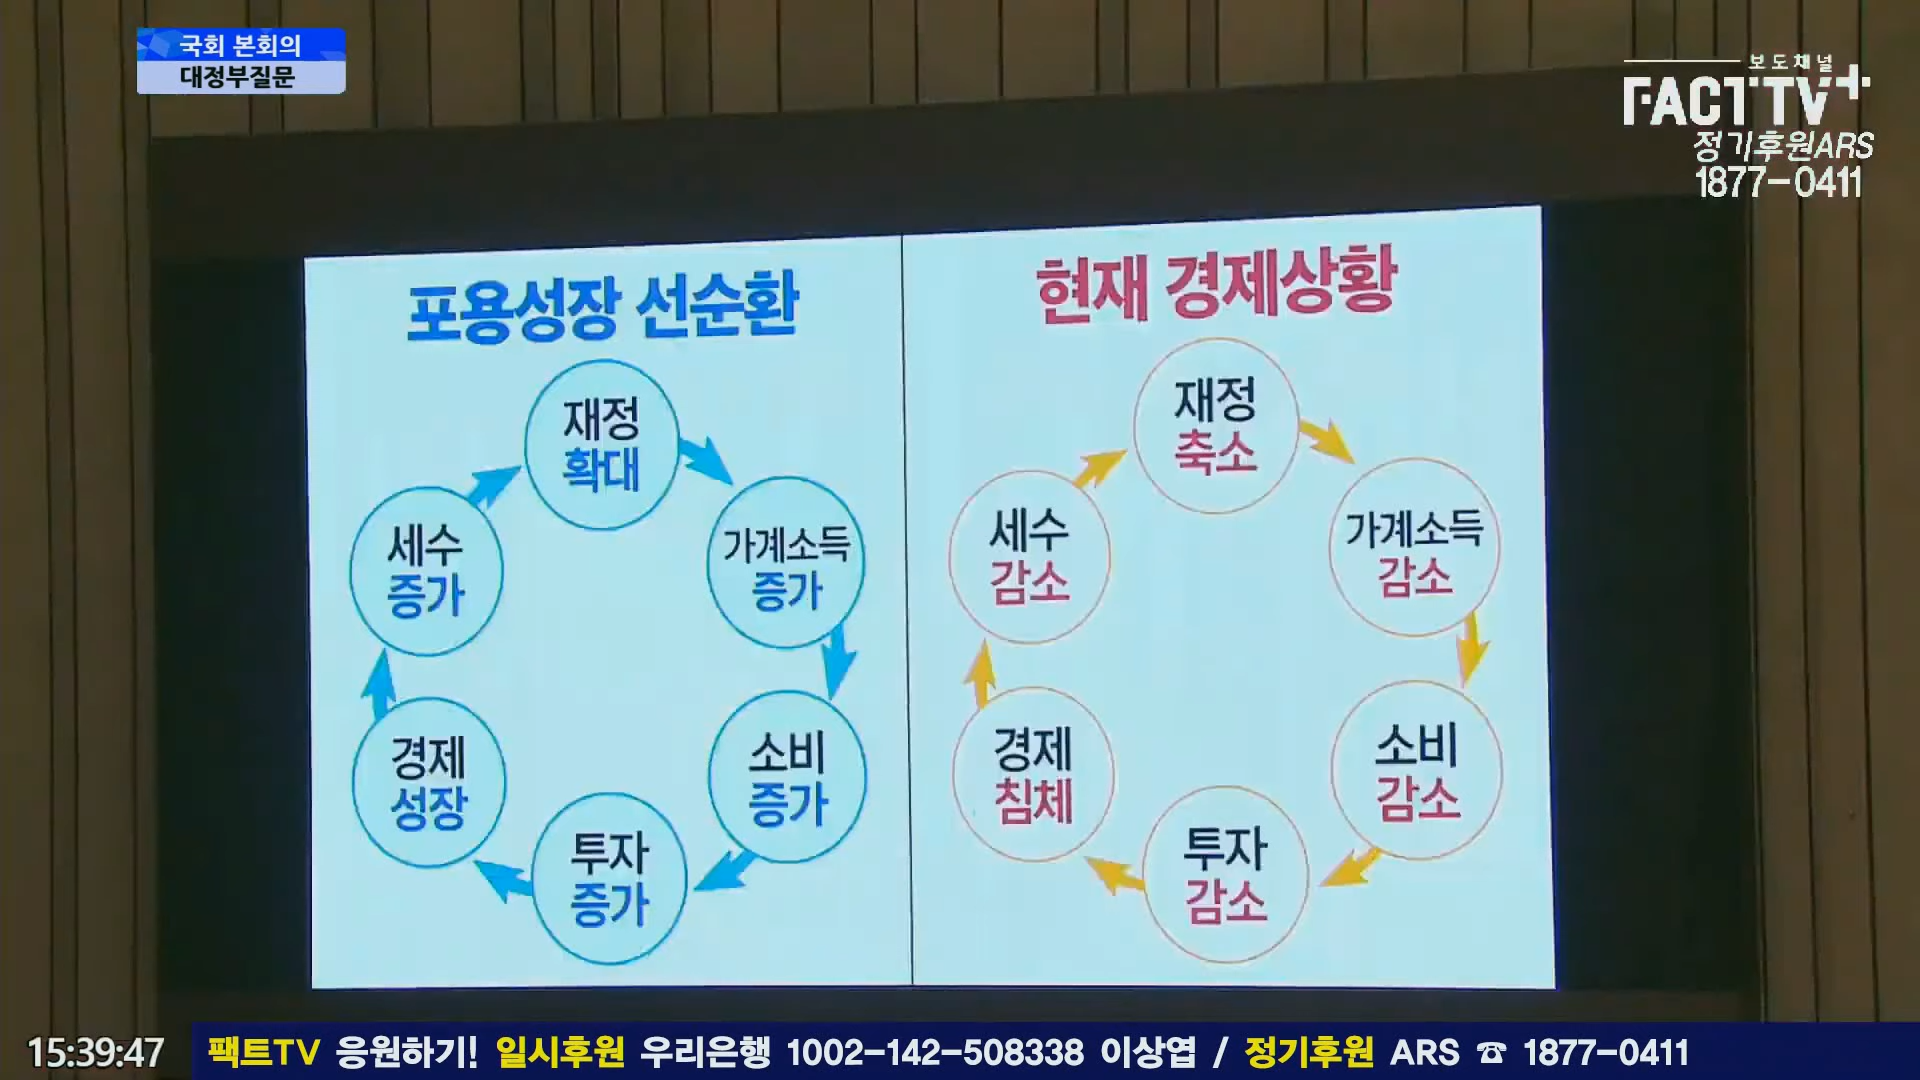 국회 본회의
대정부질문
보도채널
FACTTV+
정기후원ARS
1877-0411
포용성장 선순환
재정
확대
가계소득
증가
소비
증가
투자
증가
경제
성장
세수
증가
현재 경제상황
재정
축소
가계소득
감소
소비
감소
투자
감소
경제
침체
세수
감소
15:39:47
팩트TV 응원하기! 일시후원 우리은행 1002-142-508338 이상엽 / 정기후원 ARS ☎ 1877-0411